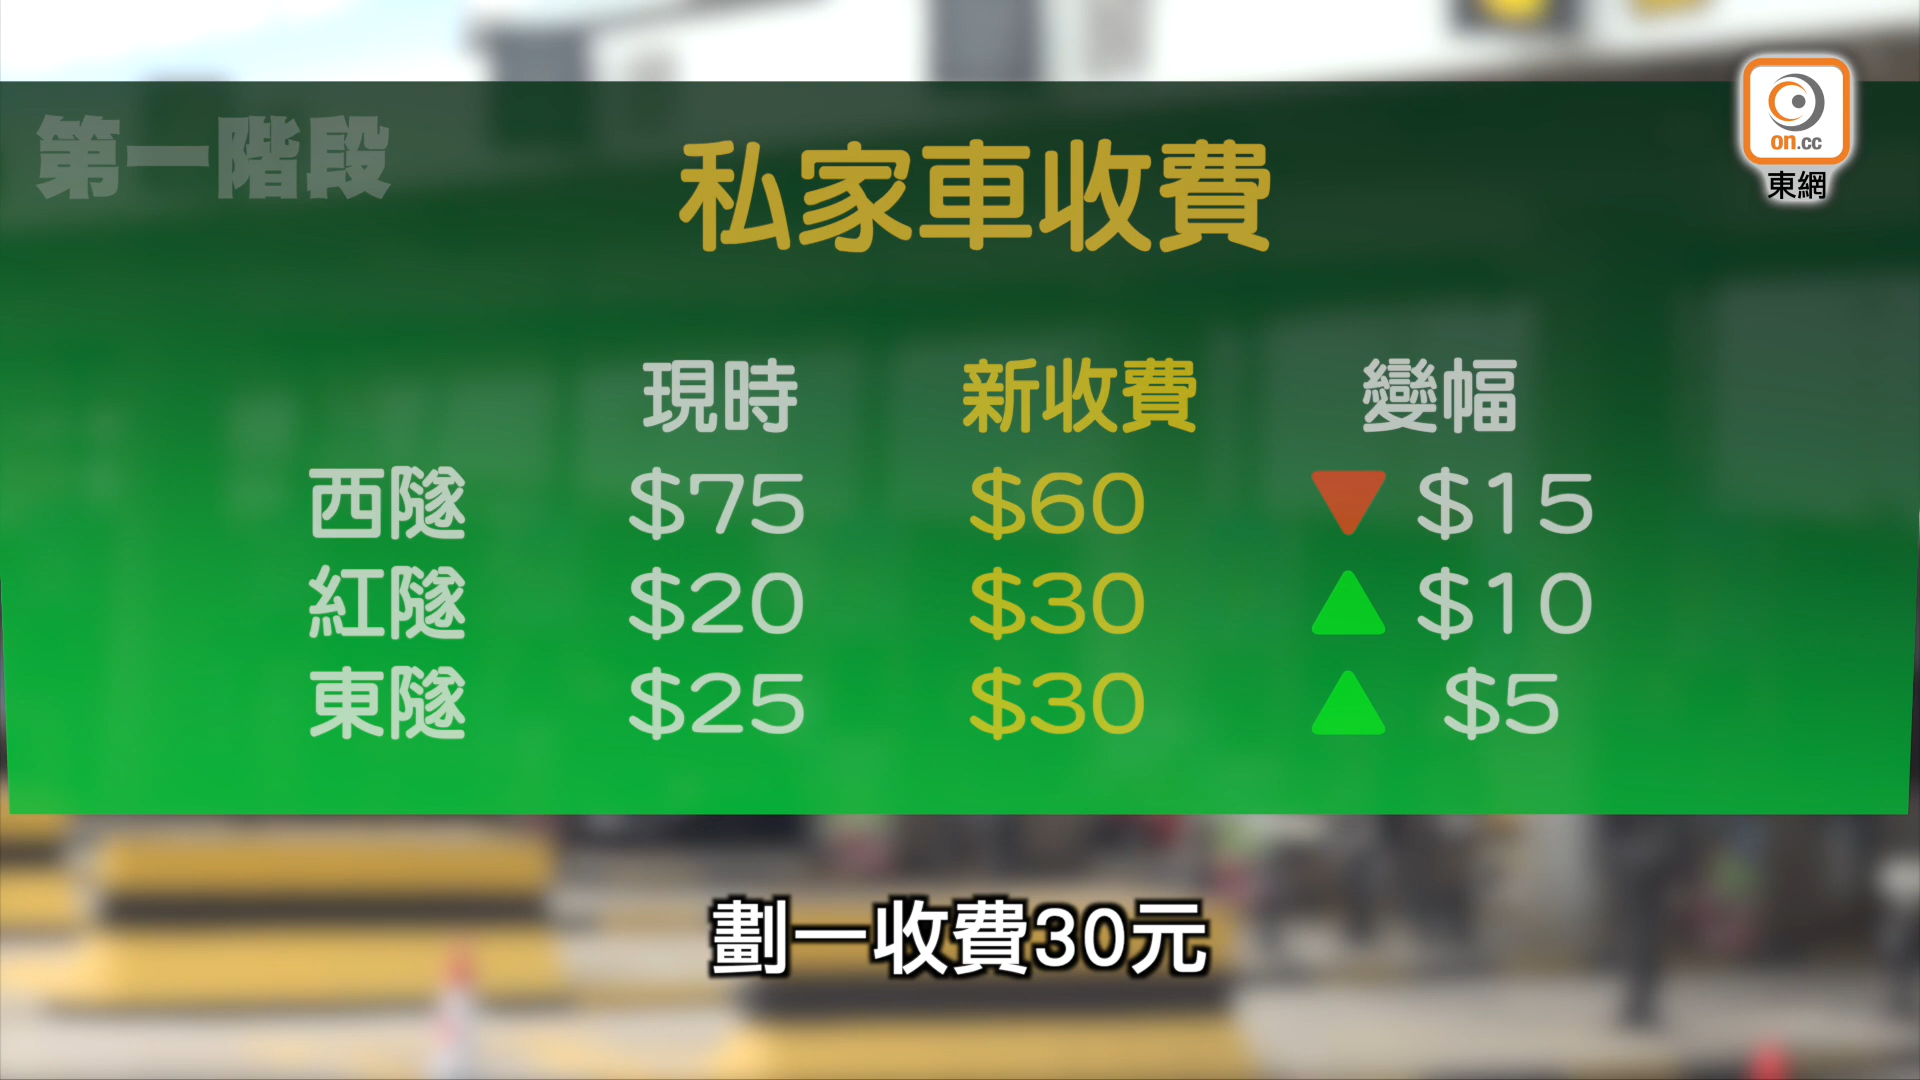 第一階段
私家車收費
on.cc
東網
現時 新收費 變幅
西隧 $75 $60 ▼ $15
紅隧 $20 $30 ▲ $10
東隧 $25 $30 ▲ $5
劃一收費30元